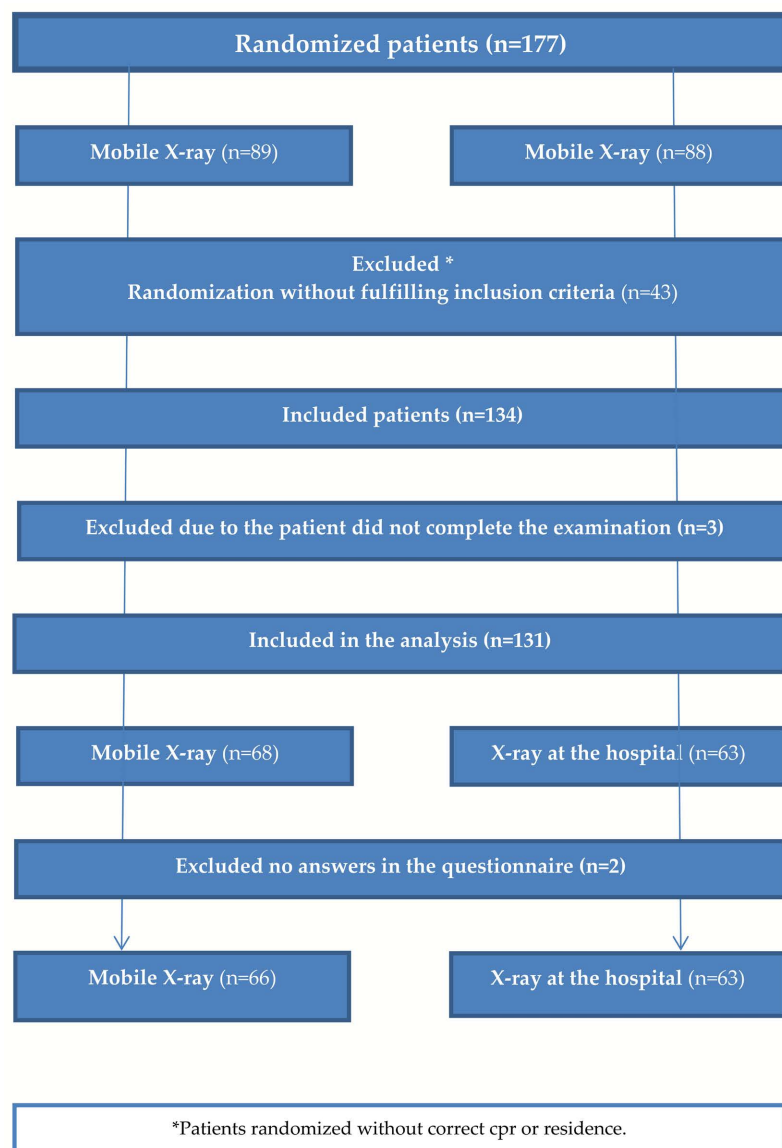 Randomized patients (n=177)
Mobile X-ray (n=89)
Mobile X-ray (n=88)
Excluded *
Randomization without fulfilling inclusion criteria (n=43)
Included patients (n=134)
Excluded due to the patient did not complete the examination (n=3)
Included in the analysis (n=131)
Mobile X-ray (n=68)
X-ray at the hospital (n=63)
Excluded no answers in the questionnaire (n=2)
Mobile X-ray (n=66)
X-ray at the hospital (n=63)
*Patients randomized without correct cpr or residence.